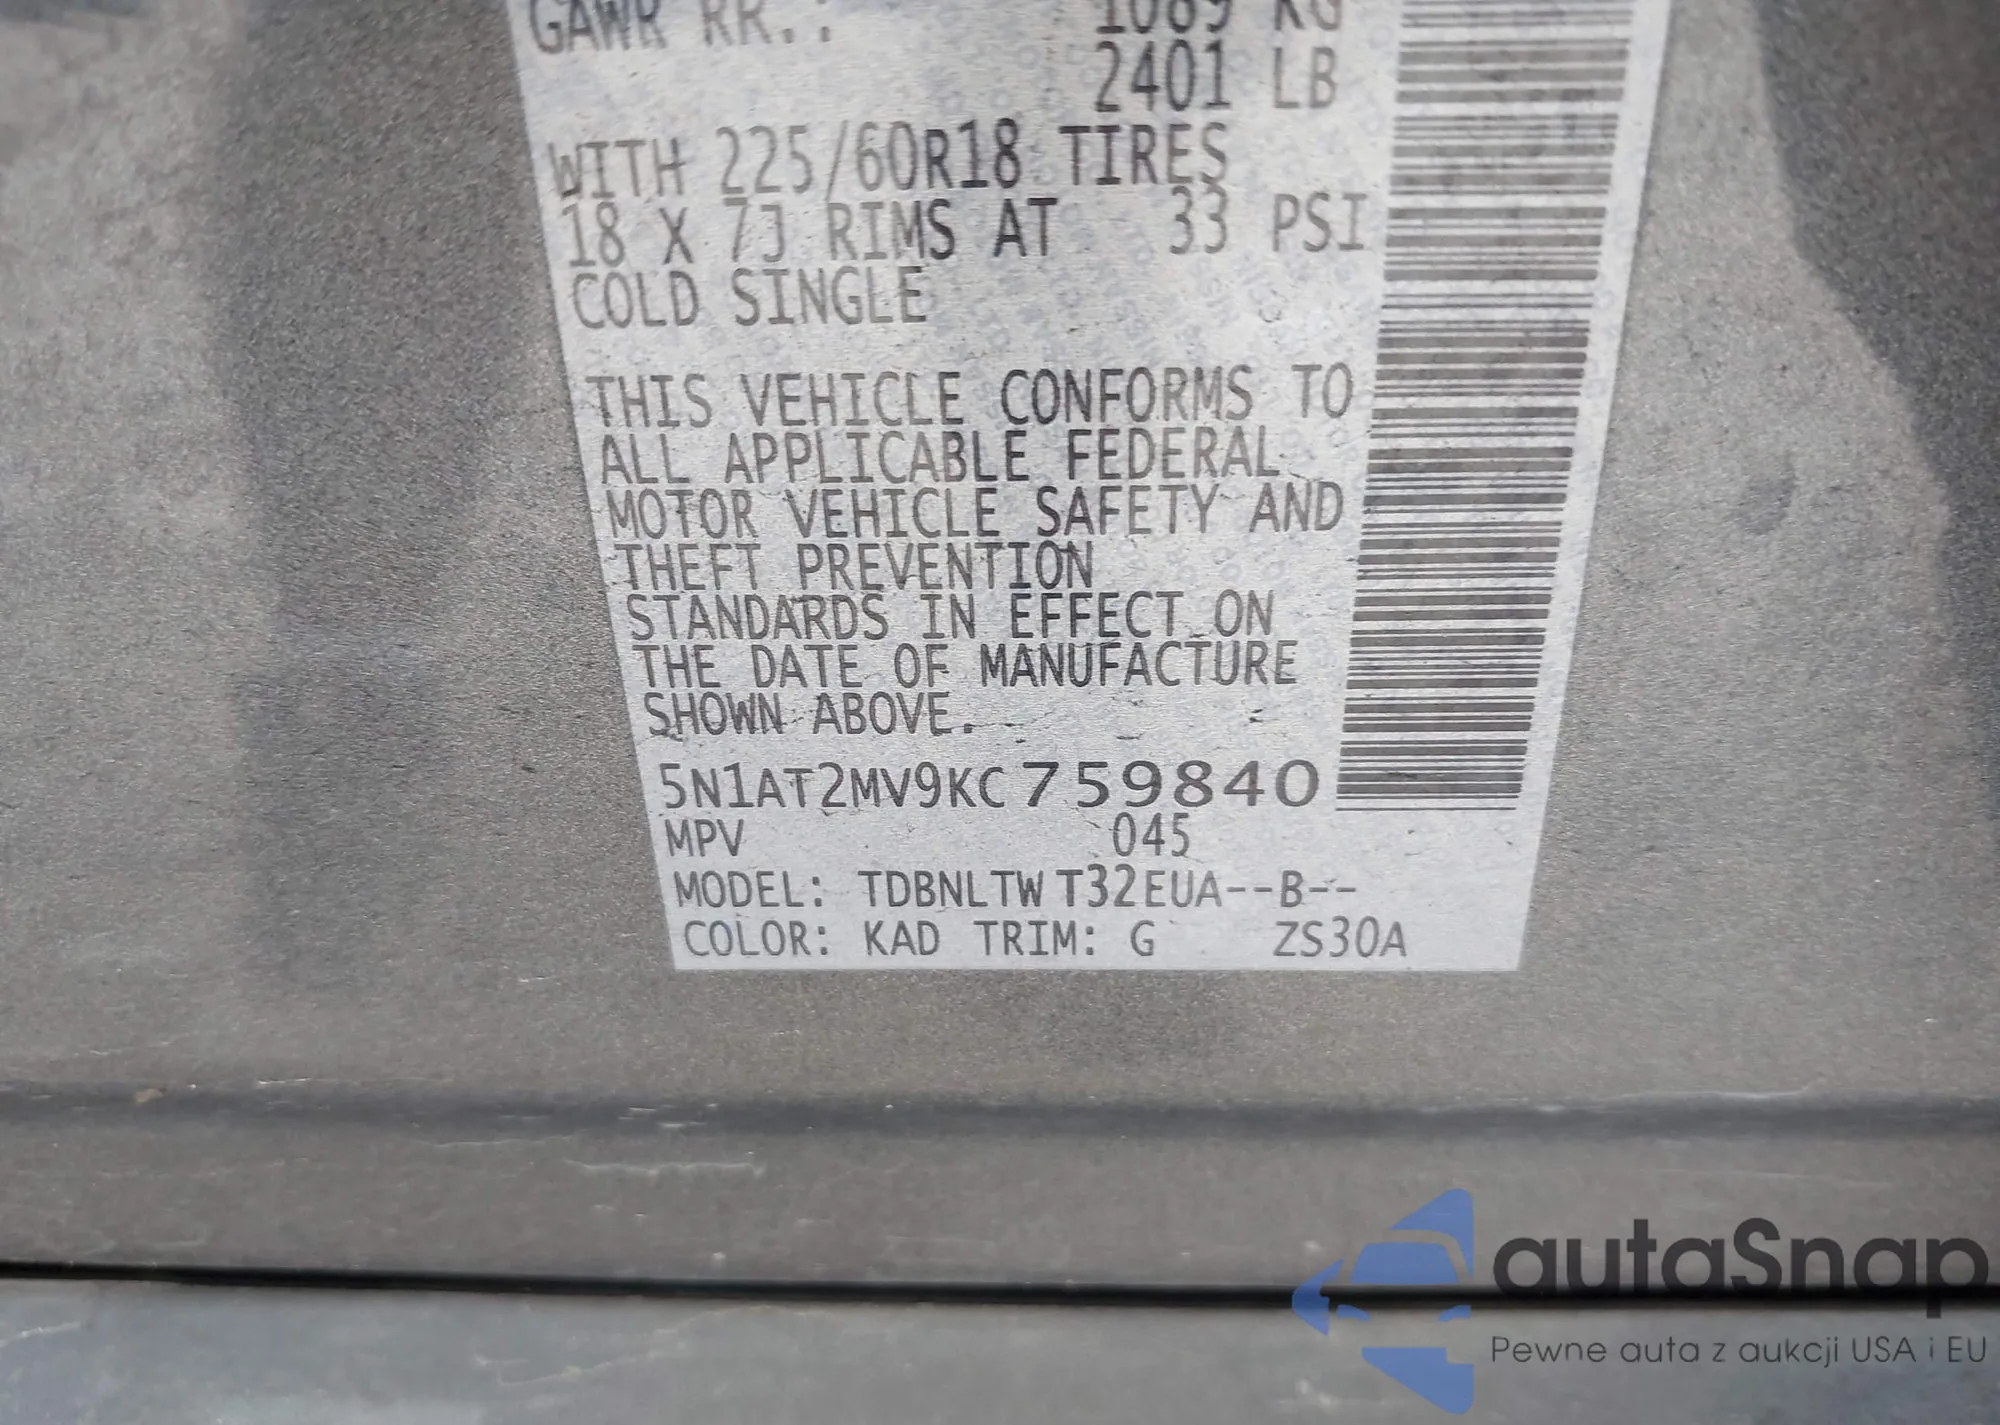 GAWR RR.: 1089 KG
2401 LB
WITH 225/60R18 TIRES
18 X 7J RIMS AT 33 PSI
COLD SINGLE
THIS VEHICLE CONFORMS TO
ALL APPLICABLE FEDERAL
MOTOR VEHICLE SAFETY AND
THEFT PREVENTION
STANDARDS IN EFFECT ON
THE DATE OF MANUFACTURE
SHOWN ABOVE.
5N1AT2MV9KC759840
MPV 045
MODEL: TDBNLTWT32EUA--B--
COLOR: KAD TRIM: G ZS30A
autaSnap
Pewne auta z aukcji USA i EU